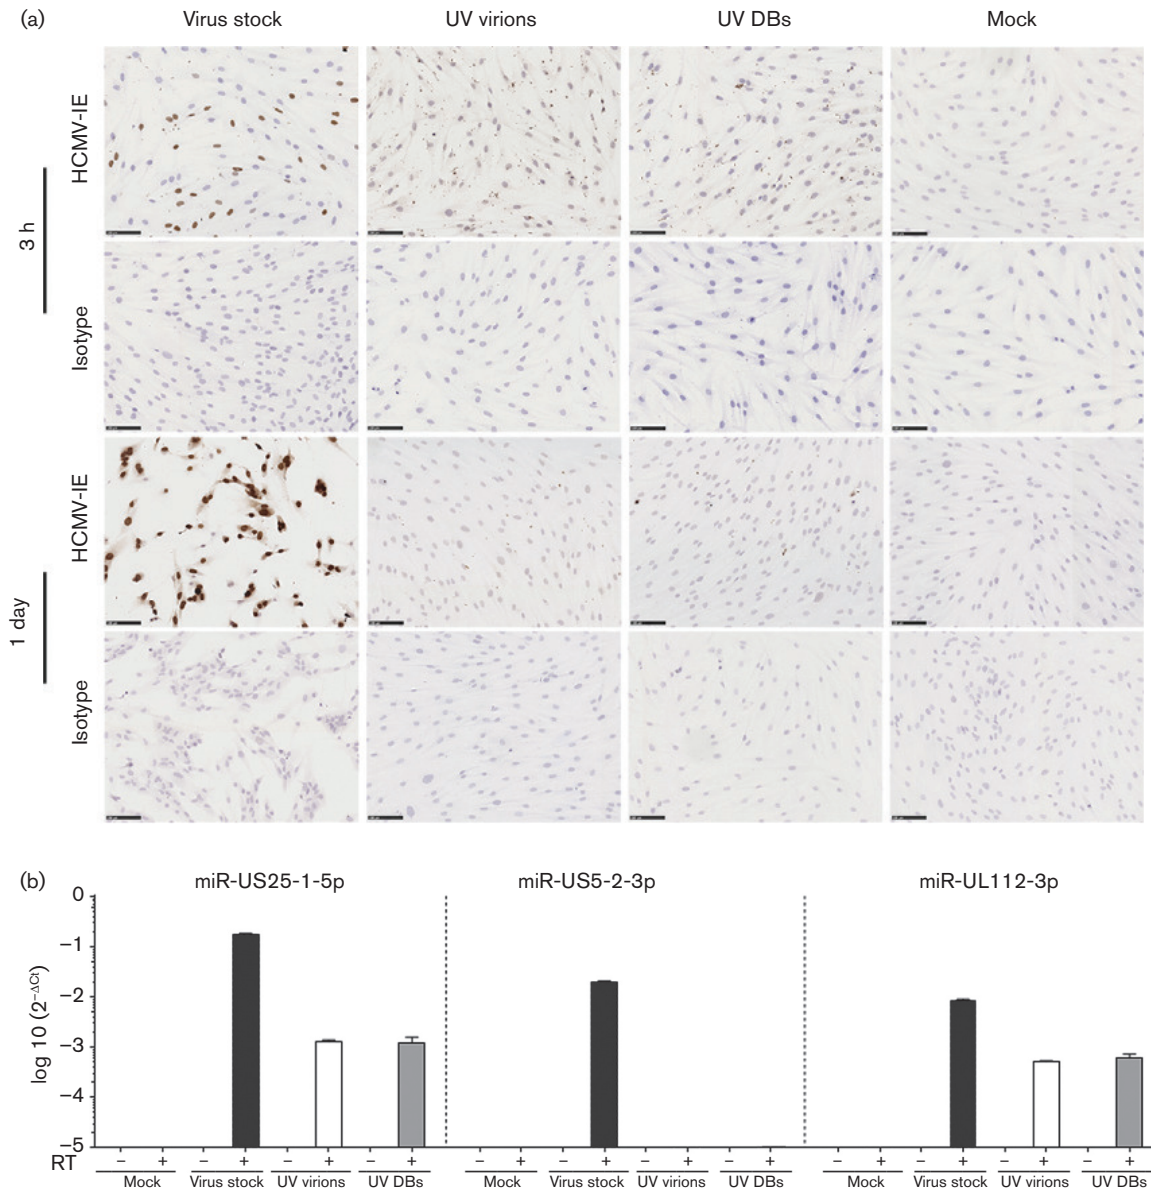 (a)
Virus stock UV virions UV DBs Mock
3 h
HCMV-IE
Isotype
1 day
HCMV-IE
Isotype
(b)
miR-US25-1-5p miR-US5-2-3p miR-UL112-3p
log 10 (2−ΔCt)
0
−1
−2
−3
−4
−5
RT − + − + − + − + − + − + − + − + − + − + − + − +
Mock Virus stock UV virions UV DBs Mock Virus stock UV virions UV DBs Mock Virus stock UV virions UV DBs